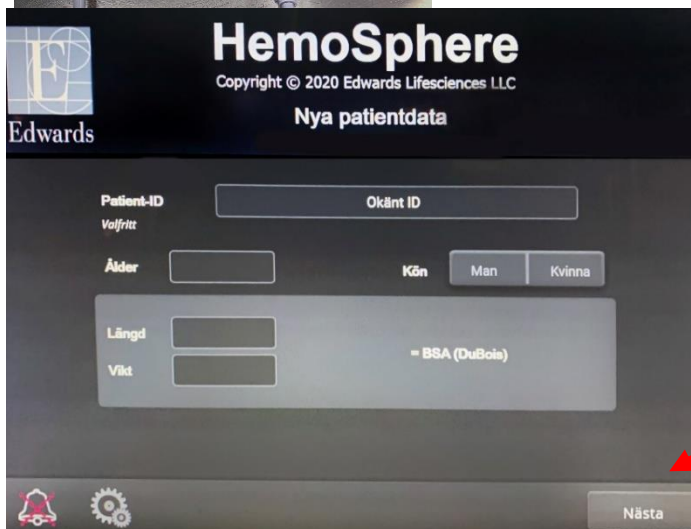 HemoSphere
Copyright © 2020 Edwards Lifesciences LLC
Edwards
Nya patientdata
Patient-ID
Okänt ID
Valfritt
Ålder
Kön
Man
Kvinna
Längd
= BSA (DuBois)
Vikt
Nästa